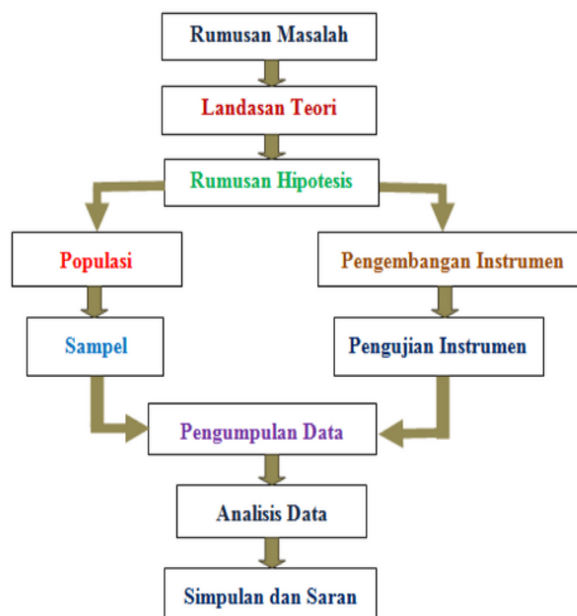 Rumusan Masalah
Landasan Teori
Rumusan Hipotesis
Populasi
Pengembangan Instrumen
Sampel
Pengujian Instrumen
Pengumpulan Data
Analisis Data
Simpulan dan Saran